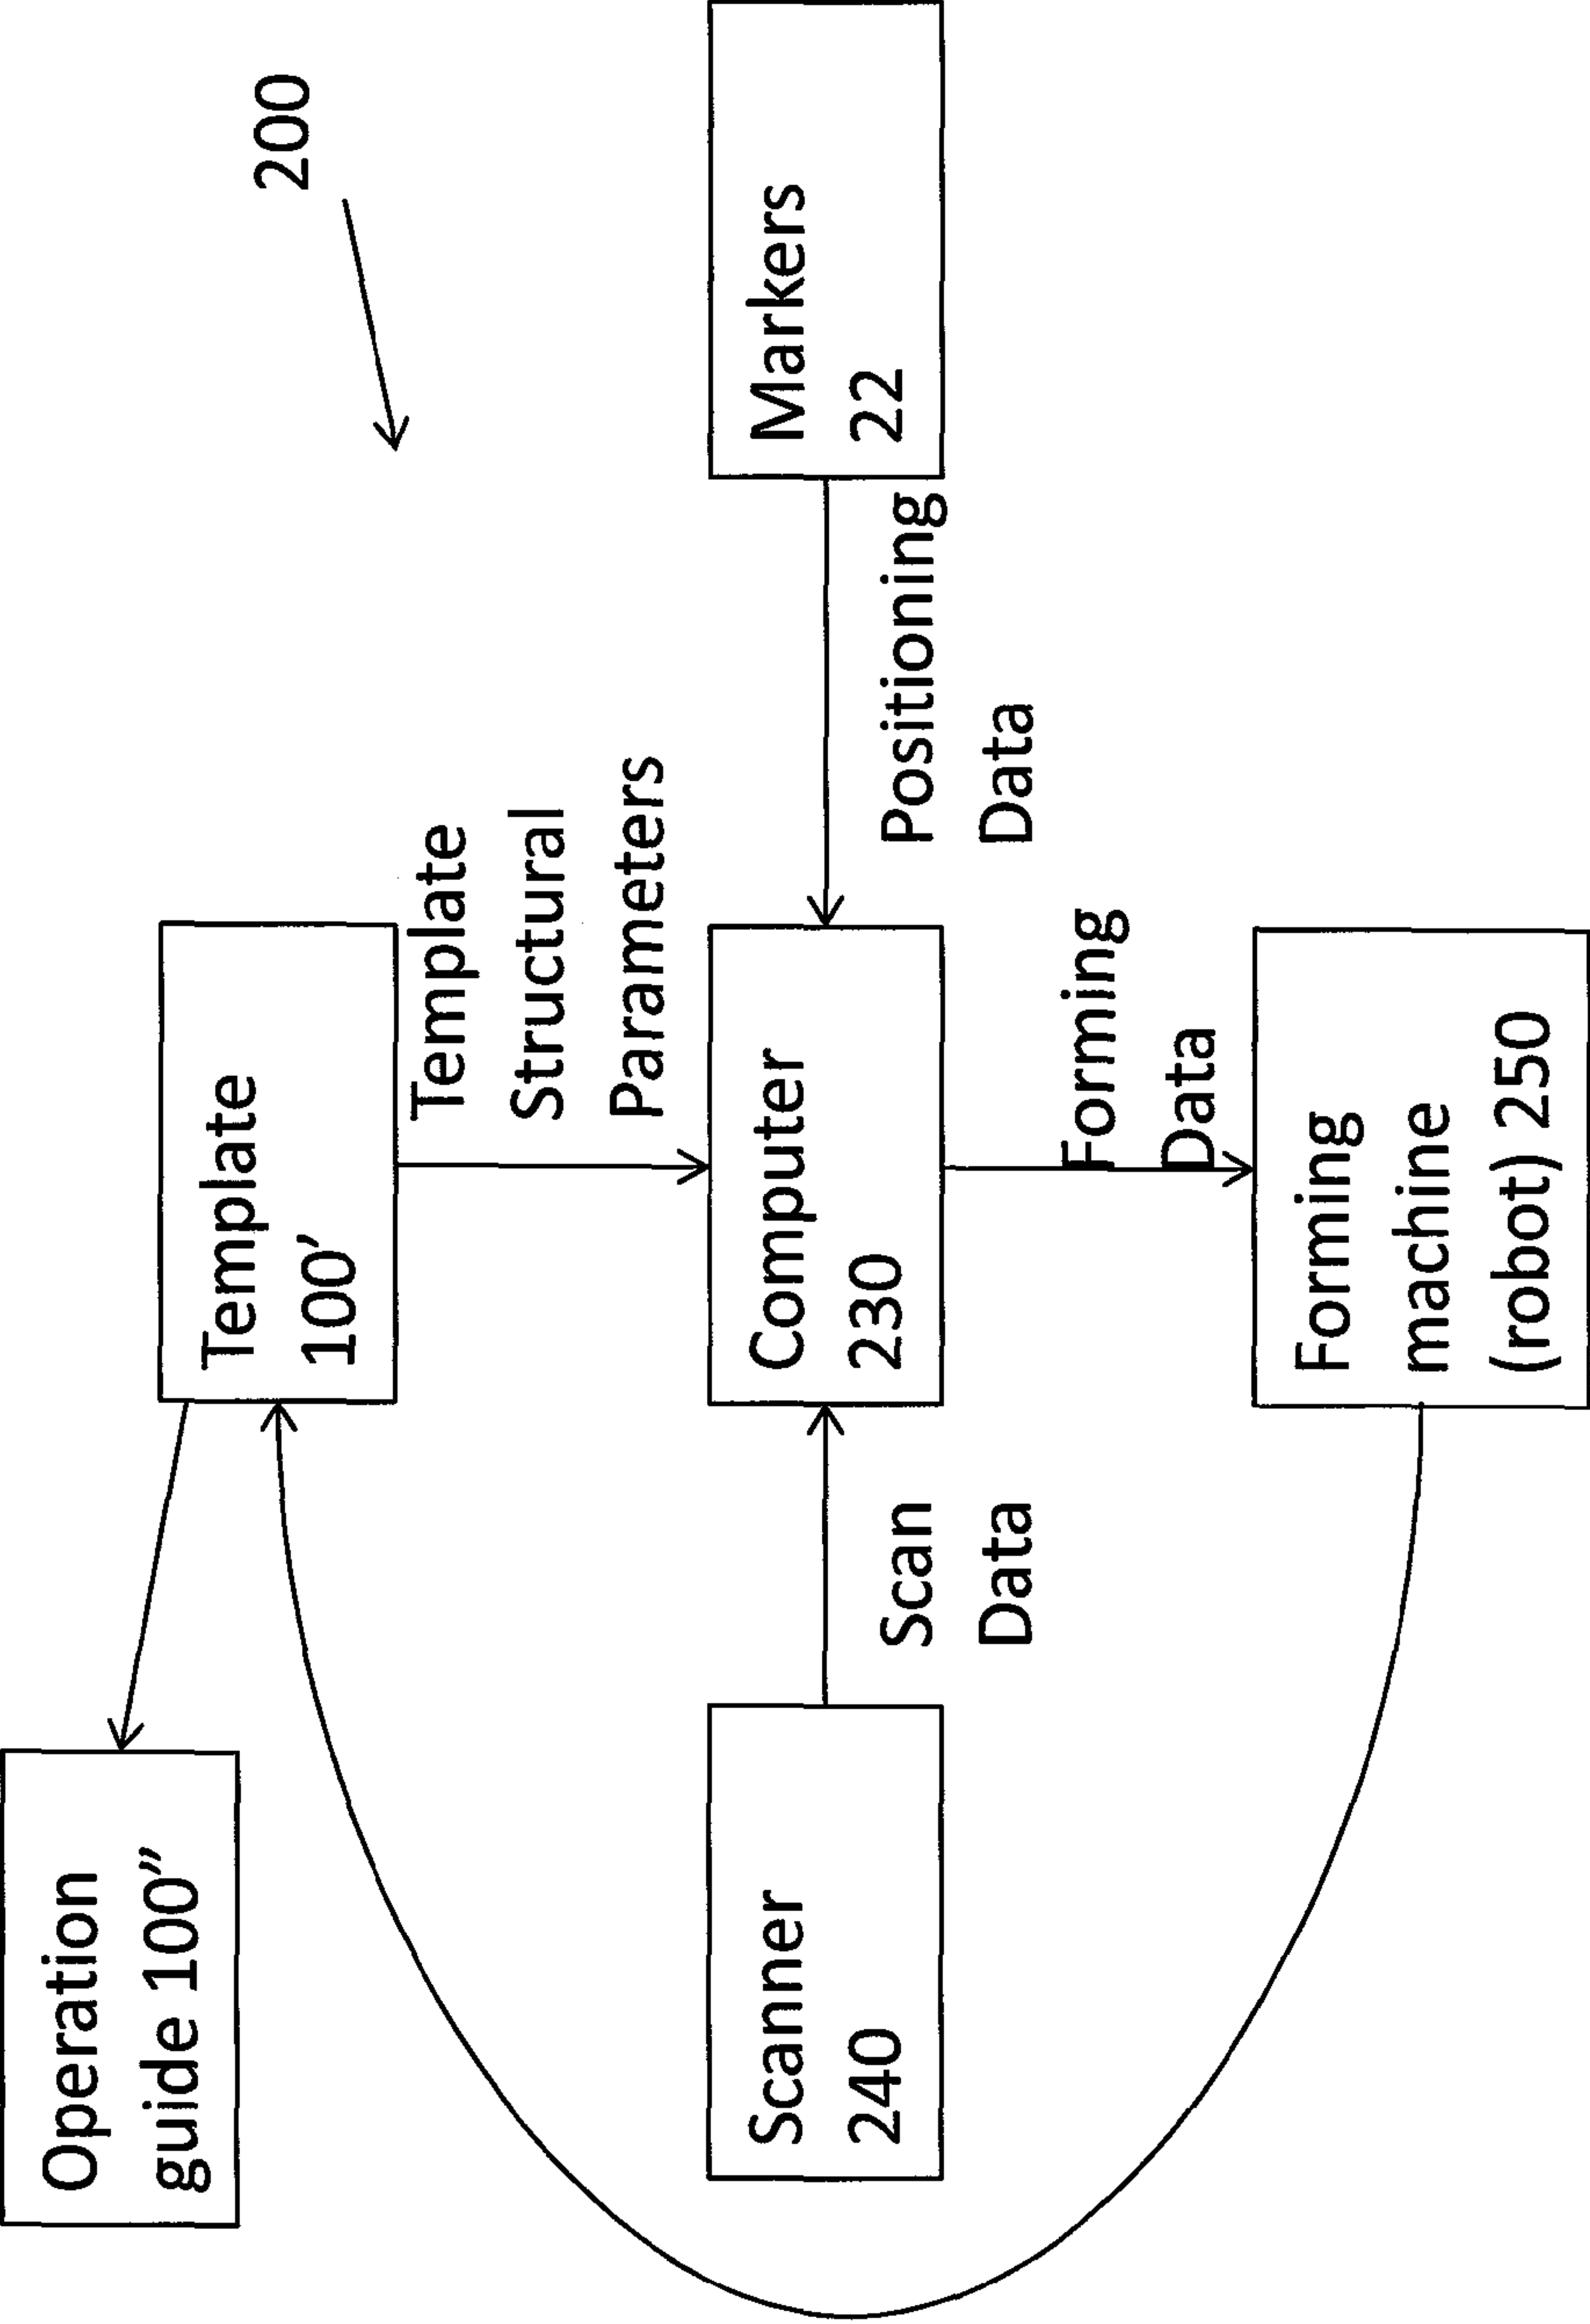 200
Operation
guide 100”
Template
100’
Template
Structural
Parameters
Scanner
240
Scan
Data
Computer
230
Positioning
Data
Markers
22
Forming
Data
Forming
machine
(robot) 250